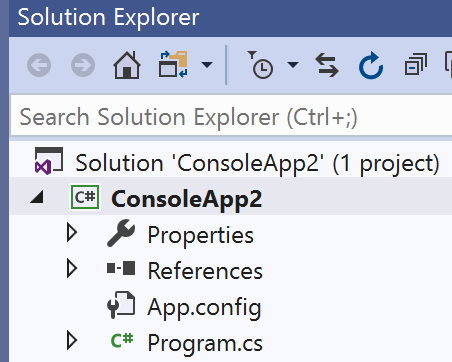 Solution Explorer
Search Solution Explorer (Ctrl+;)
Solution 'ConsoleApp2' (1 project)
C# ConsoleApp2
Properties
References
App.config
C# Program.cs